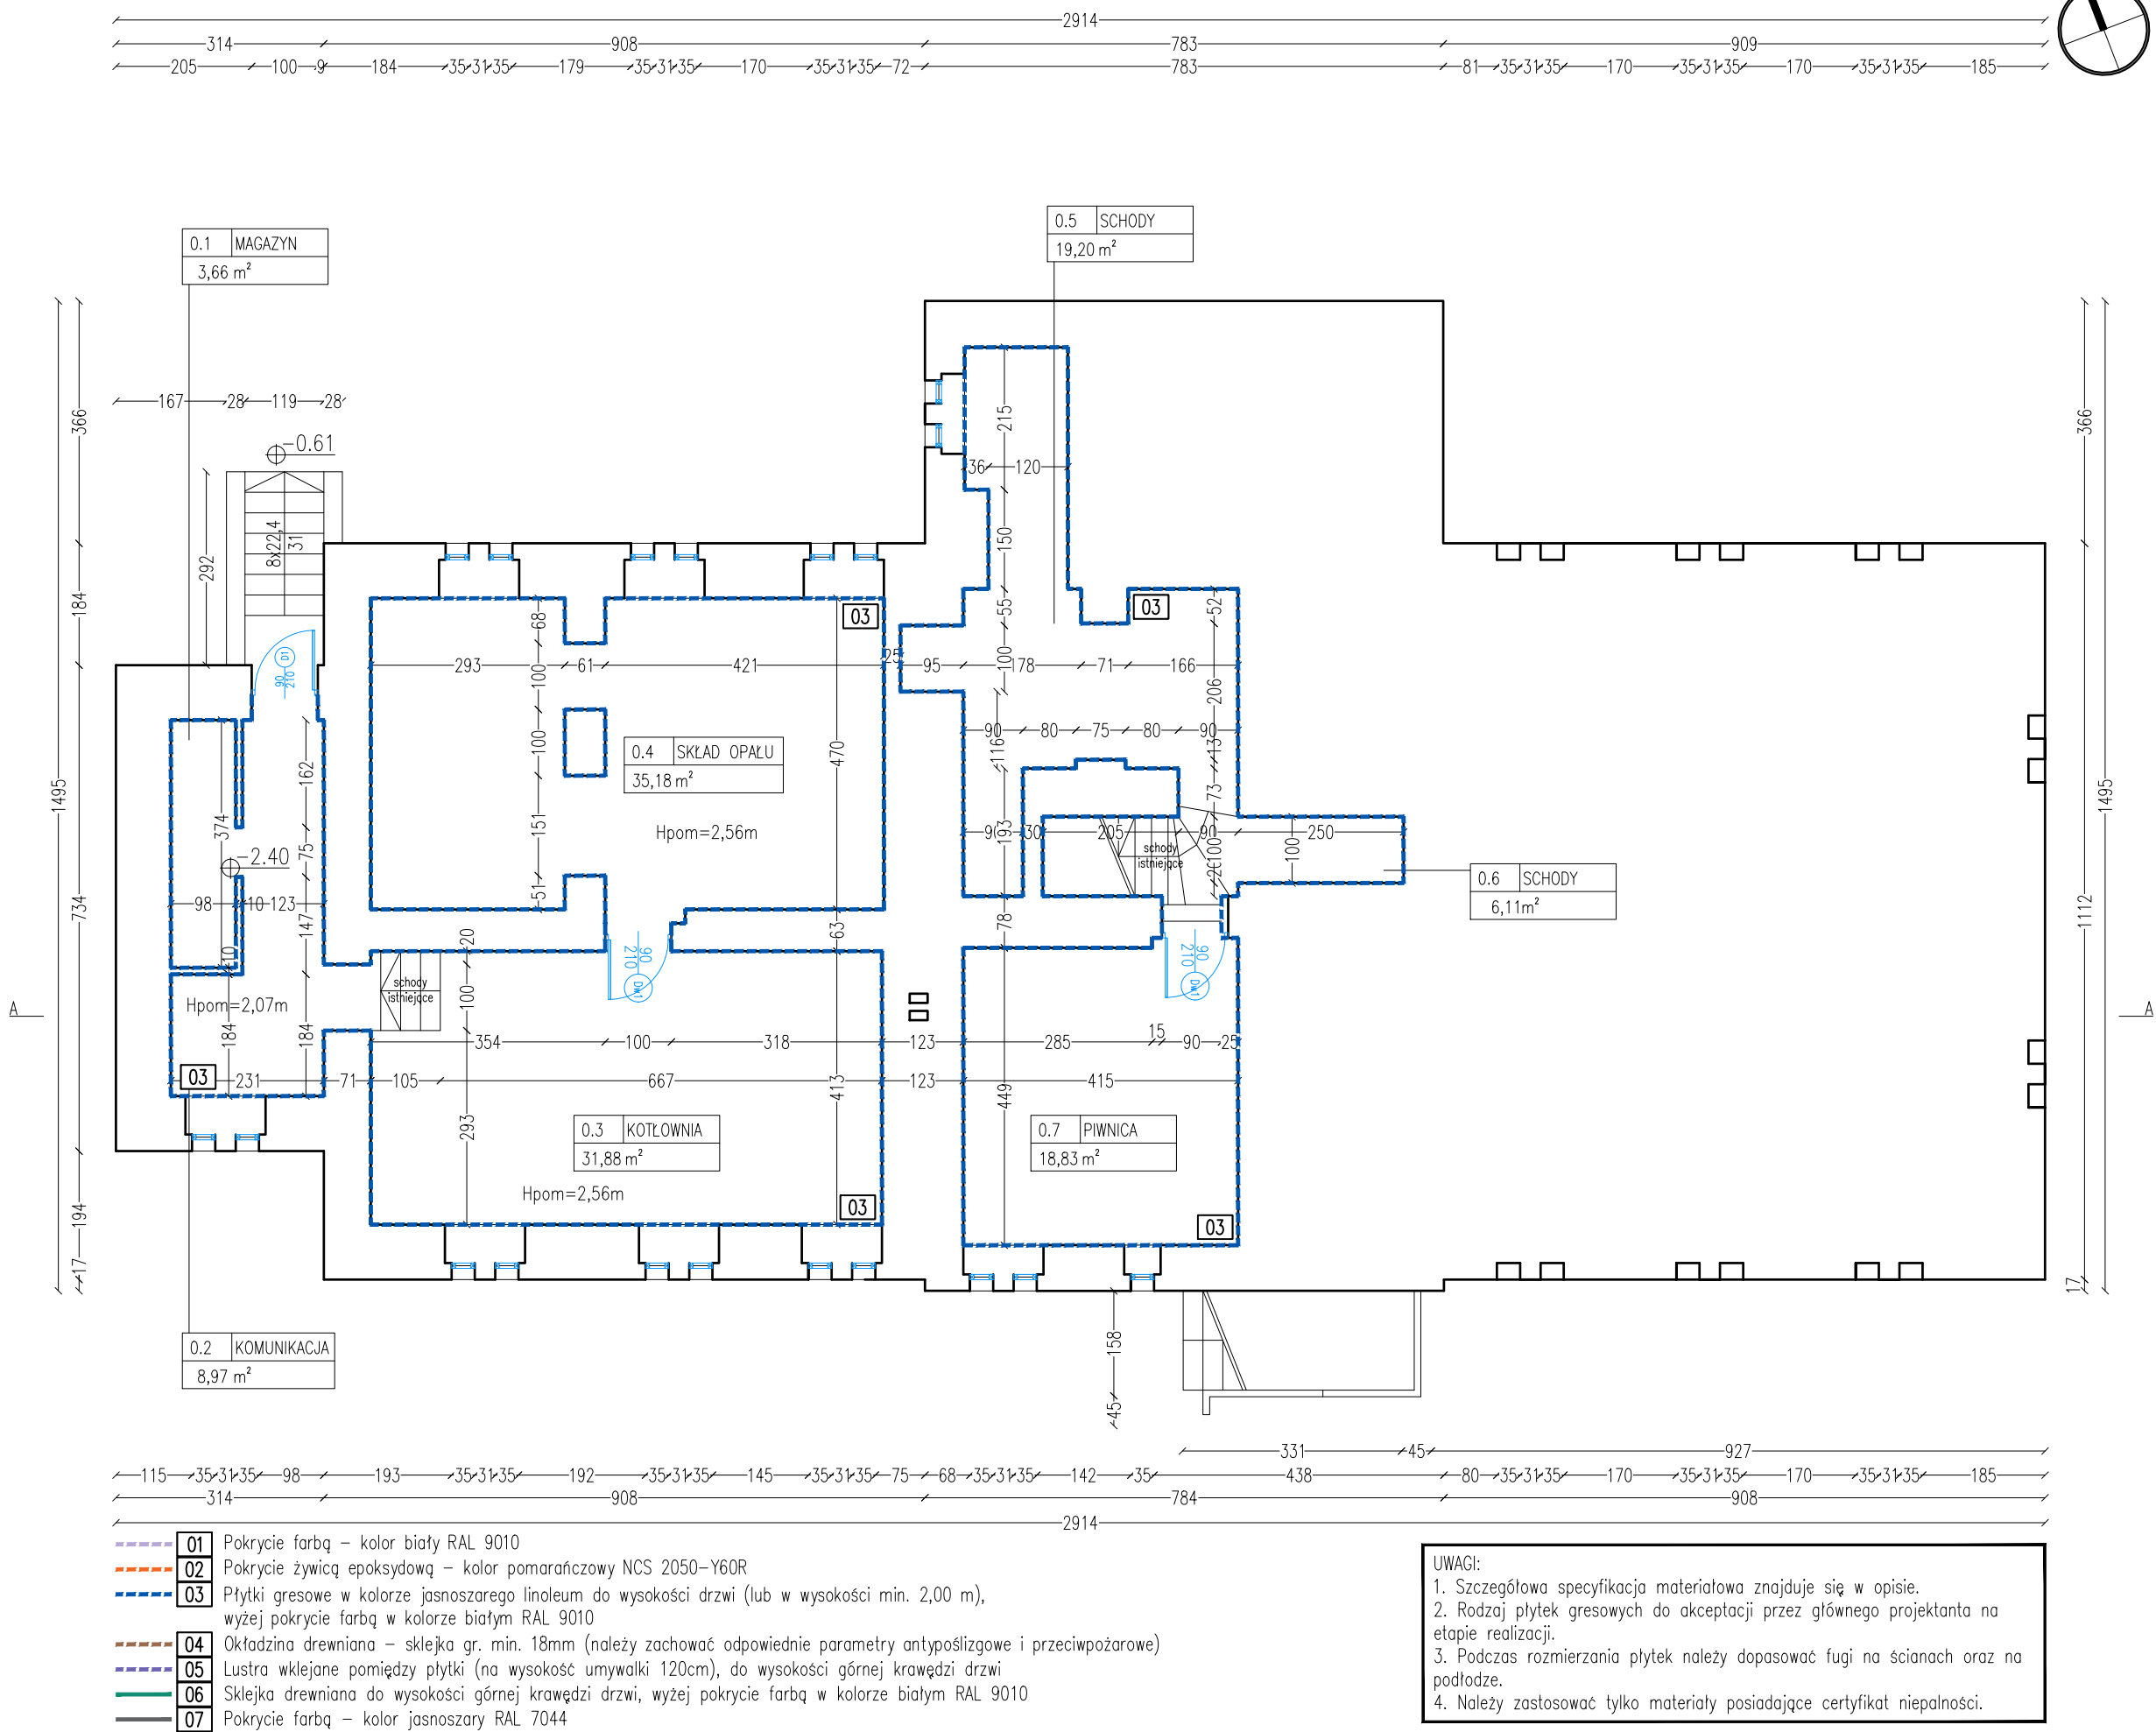 2914
314 908 783 909
205 100 9 184 35 31 35 179 35 31 35 170 35 31 35 72 783 81 35 31 35 170 35 31 35 170 35 31 35 185
0.5 SCHODY
19,20 m²
0.1 MAGAZYN
3,66 m²
167 28 119 28
-0.61
366
215
366
36 120
8x22,4
31
292
150
184
03
68
55
52
03
D1
90
210
293 61 421
25
95 178 71 166
100
100
206
90 80 75 80 90
116
13
0.4 SKŁAD OPAŁU
35,18 m²
100
470
162
1495
1495
374
Hpom=2,56m
151
73
90 30 205 90 250
193
schody
istniejące
100
100
75
-2.40
0.6 SCHODY
6,11m²
51
98 10 123
734
147
1112
63
78
20
10
90
210
DW1
90
210
DW1
schody
istniejące
100
A
Hpom=2,07m
A
184
184
354 100 318 123 285 15 90 25
03
231 71 105 667 123 415
413
449
293
0.3 KOTŁOWNIA
31,88 m²
0.7 PIWNICA
18,83 m²
Hpom=2,56m
03
03
194
17
17
158
0.2 KOMUNIKACJA
8,97 m²
45
331 45 927
115 35 31 35 98 193 35 31 35 192 35 31 35 145 35 31 35 75 68 35 31 35 142 35 438 80 35 31 35 170 35 31 35 170 35 31 35 185
314 908 784 908
2914
01 Pokrycie farbą – kolor biały RAL 9010
02 Pokrycie żywicą epoksydową – kolor pomarańczowy NCS 2050-Y60R
03 Płytki gresowe w kolorze jasnoszarego linoleum do wysokości drzwi (lub w wysokości min. 2,00 m),
wyżej pokrycie farbą w kolorze białym RAL 9010
04 Okładzina drewniana – sklejka gr. min. 18mm (należy zachować odpowiednie parametry antypoślizgowe i przeciwpożarowe)
05 Lustra wklejane pomiędzy płytki (na wysokość umywalki 120cm), do wysokości górnej krawędzi drzwi
06 Sklejka drewniana do wysokości górnej krawędzi drzwi, wyżej pokrycie farbą w kolorze białym RAL 9010
07 Pokrycie farbą – kolor jasnoszary RAL 7044
UWAGI:
1. Szczegółowa specyfikacja materiałowa znajduje się w opisie.
2. Rodzaj płytek gresowych do akceptacji przez głównego projektanta na
etapie realizacji.
3. Podczas rozmierzania płytek należy dopasować fugi na ścianach oraz na
podłodze.
4. Należy zastosować tylko materiały posiadające certyfikat niepalności.